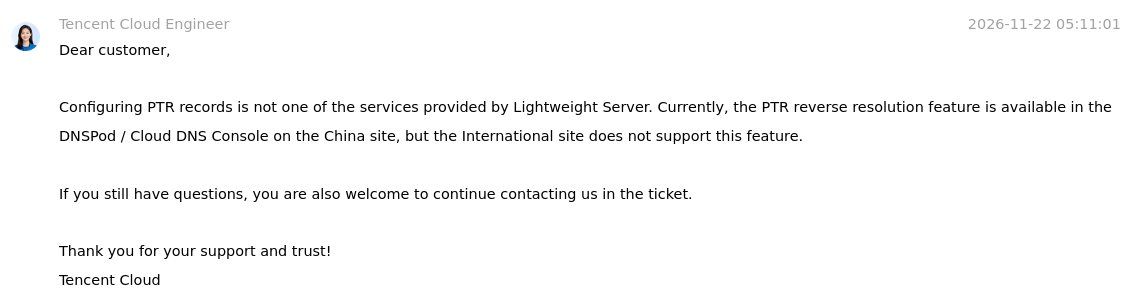 Tencent Cloud Engineer 2026-11-22 05:11:01
Dear customer,
Configuring PTR records is not one of the services provided by Lightweight Server. Currently, the PTR reverse resolution feature is available in the
DNSPod / Cloud DNS Console on the China site, but the International site does not support this feature.
If you still have questions, you are also welcome to continue contacting us in the ticket.
Thank you for your support and trust!
Tencent Cloud